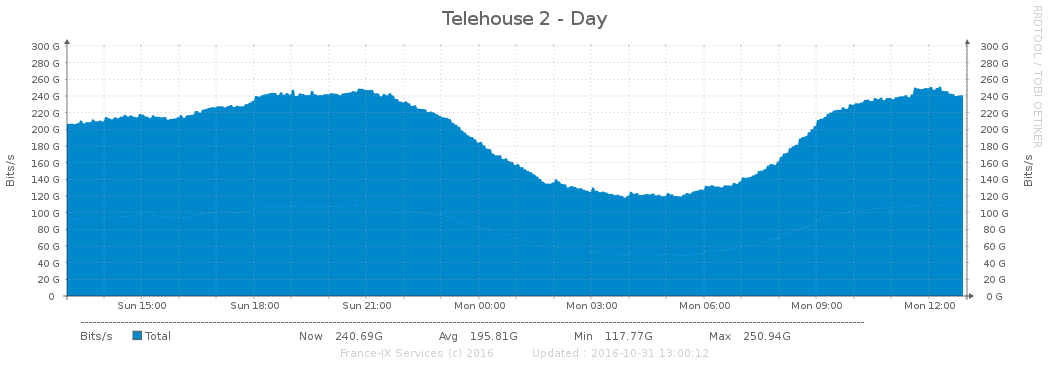 Telehouse 2 - Day
RRDTOOL / TOBI OETIKER
Bits/s
300 G 300 G
280 G 280 G
260 G 260 G
240 G 240 G
220 G 220 G
200 G 200 G
180 G 180 G
160 G 160 G
140 G 140 G
120 G 120 G
100 G 100 G
80 G 80 G
60 G 60 G
40 G 40 G
20 G 20 G
0 0 G
Bits/s
Sun 15:00 Sun 18:00 Sun 21:00 Mon 00:00 Mon 03:00 Mon 06:00 Mon 09:00 Mon 12:00
Bits/s Total Now 240.69G Avg 195.81G Min 117.77G Max 250.94G
France-IX Services (c) 2016 Updated : 2016-10-31 13:00:12